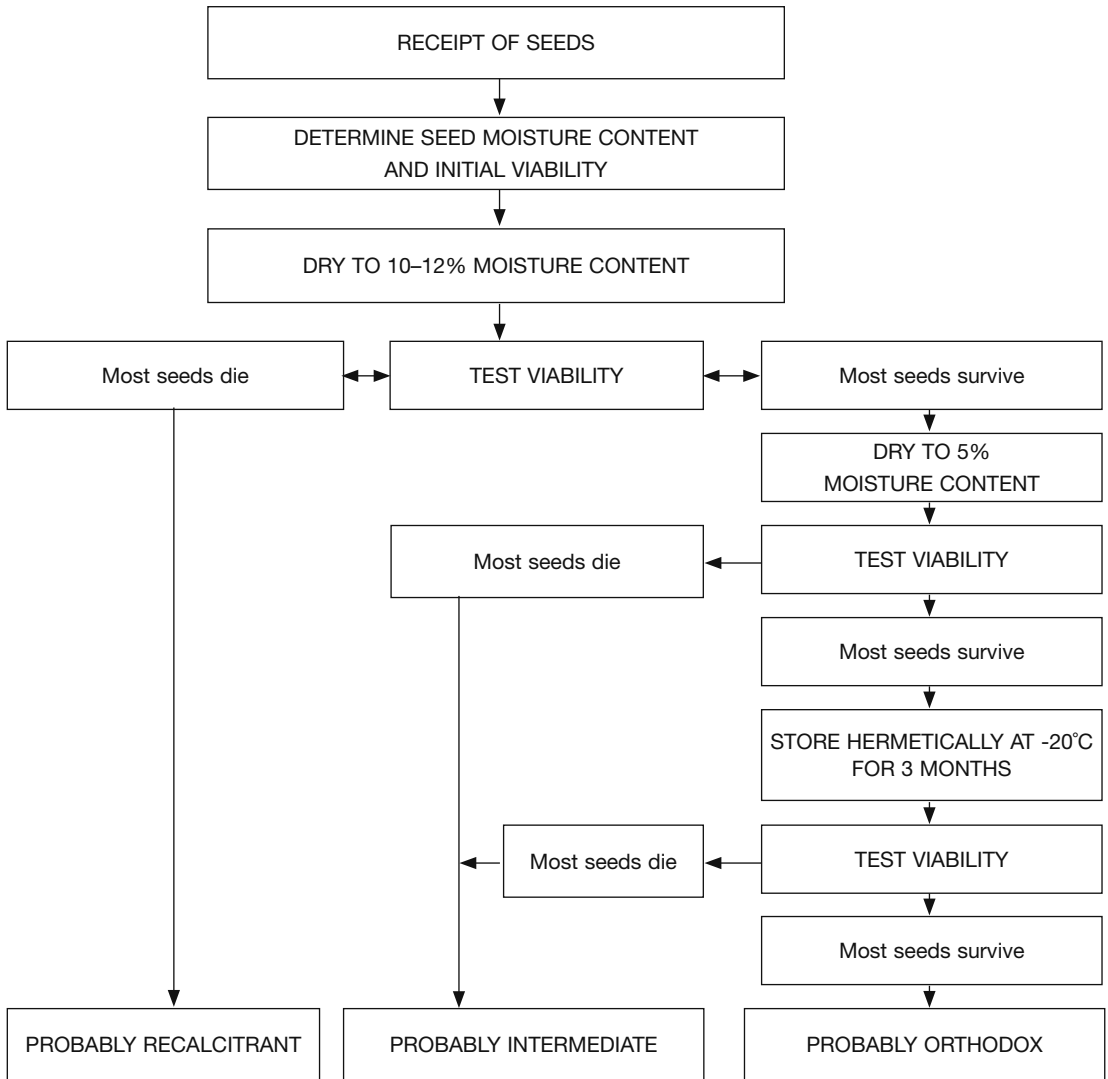 RECEIPT OF SEEDS
DETERMINE SEED MOISTURE CONTENT
AND INITIAL VIABILITY
DRY TO 10–12% MOISTURE CONTENT
Most seeds die
TEST VIABILITY
Most seeds survive
DRY TO 5%
MOISTURE CONTENT
Most seeds die
TEST VIABILITY
Most seeds survive
STORE HERMETICALLY AT -20°C
FOR 3 MONTHS
Most seeds die
TEST VIABILITY
Most seeds survive
PROBABLY RECALCITRANT
PROBABLY INTERMEDIATE
PROBABLY ORTHODOX